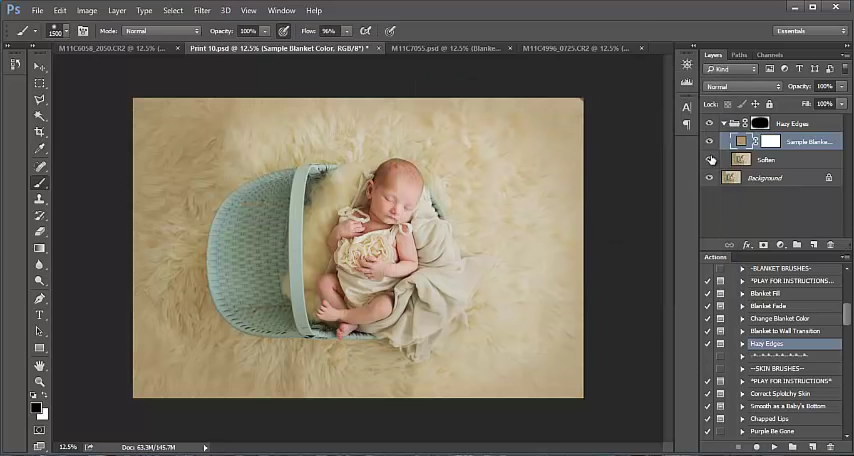 Ps File Edit Image Layer Type Select Filter 3D View Window Help
1500 Mode: Normal Opacity: 100% Flow: 96% Essentials
M11C6058_2050.CR2 @ 12.5% (... × Print 10.psd @ 12.5% (Sample Blanket Color, RGB/8*) * × M11C7055.psd @ 12.5% (Blanke... × M11C4996_0725.CR2 @ 12.5% (... ×
Layers Paths Channels
Kind
Normal Opacity: 100%
Lock: Fill: 100%
Hazy Edges
Sample Blanke...
Soften
Background
fx
Actions
-BLANKET BRUSHES-
*PLAY FOR INSTRUCTIONS...
Blanket Fill
Blanket Fade
Change Blanket Color
Blanket to Wall Transition
Hazy Edges
-*-*-*-*-*-*-*-
--SKIN BRUSHES--
*PLAY FOR INSTRUCTIONS*
Correct Splotchy Skin
Smooth as a Baby's Bottom
Chapped Lips
Purple Be Gone
12.5% Doc: 63.3M/145.7M